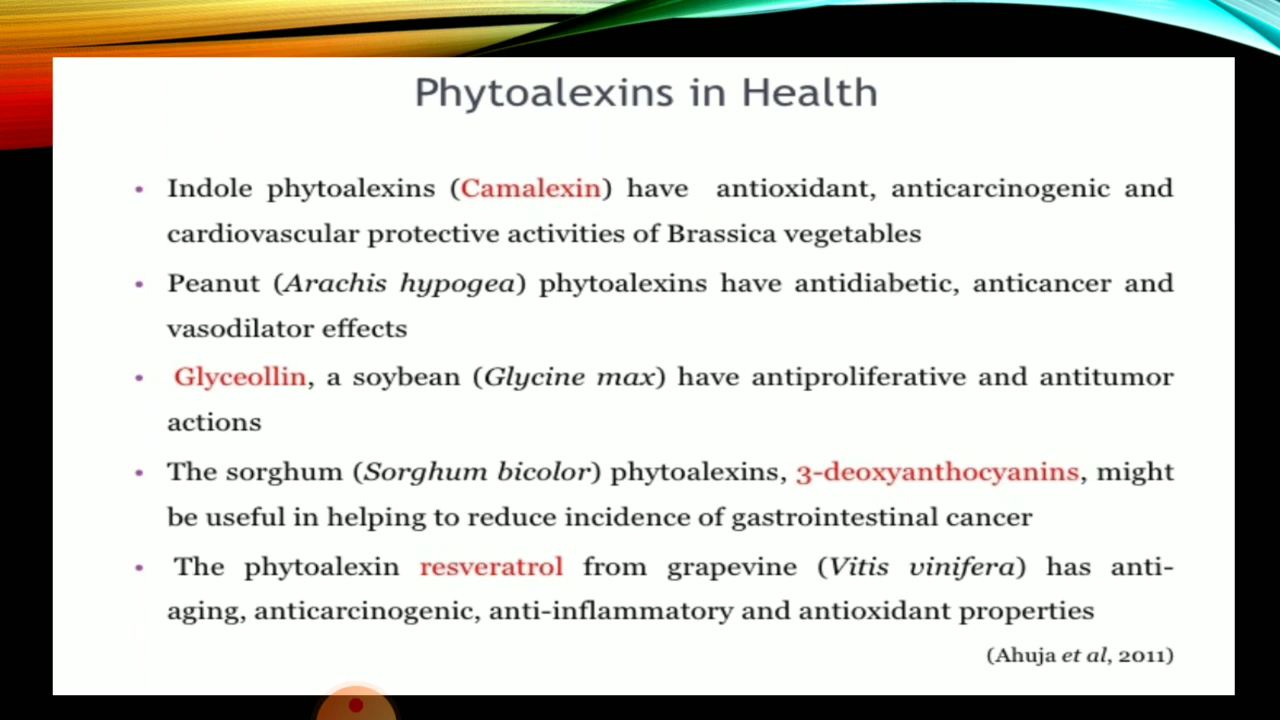 Phytoalexins in Health
• Indole phytoalexins (Camalexin) have antioxidant, anticarcinogenic and
cardiovascular protective activities of Brassica vegetables
• Peanut (Arachis hypogea) phytoalexins have antidiabetic, anticancer and
vasodilator effects
• Glyceollin, a soybean (Glycine max) have antiproliferative and antitumor
actions
• The sorghum (Sorghum bicolor) phytoalexins, 3-deoxyanthocyanins, might
be useful in helping to reduce incidence of gastrointestinal cancer
• The phytoalexin resveratrol from grapevine (Vitis vinifera) has anti-
aging, anticarcinogenic, anti-inflammatory and antioxidant properties
(Ahuja et al, 2011)